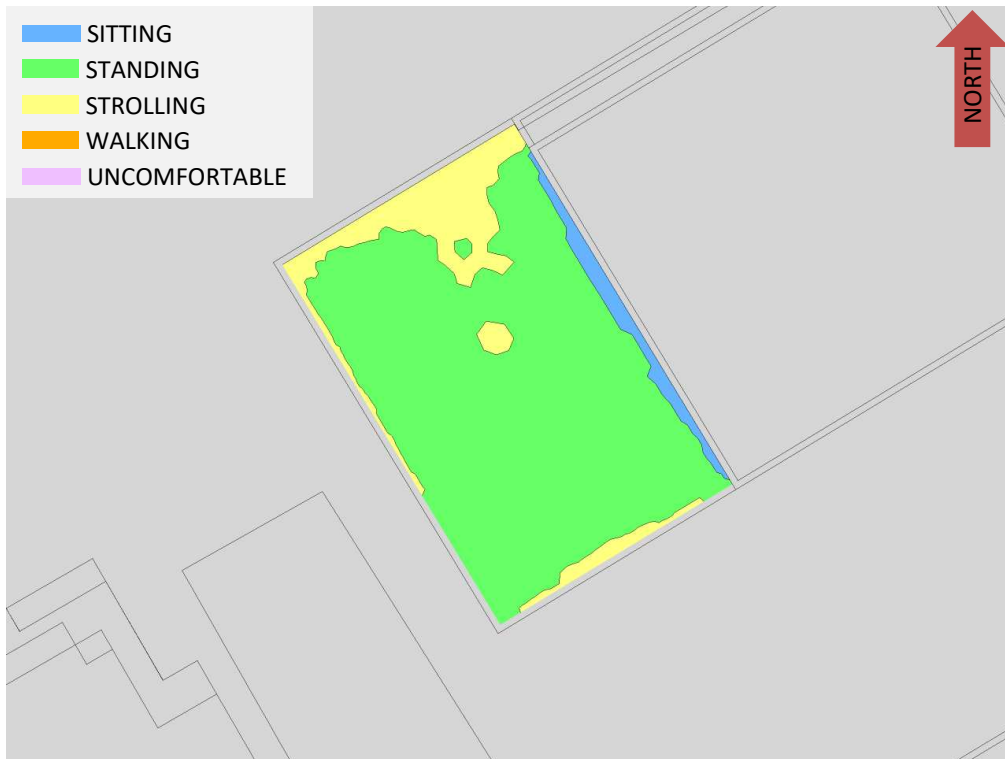 SITTING
STANDING
STROLLING
WALKING
UNCOMFORTABLE
NORTH